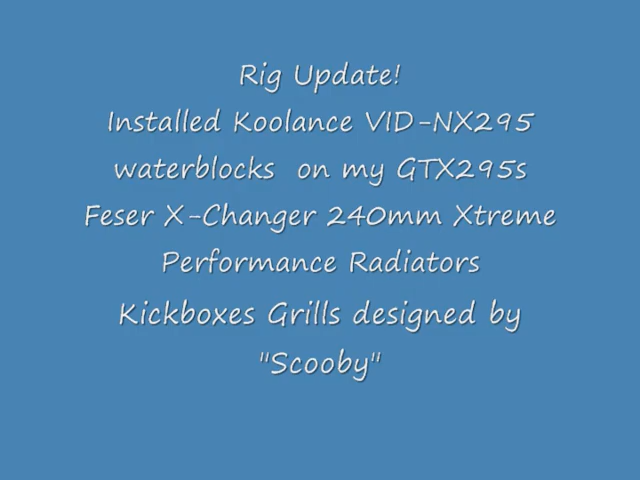 Rig Update!
Installed Koolance VID-NX295
waterblocks on my GTX295s
Feser X-Changer 240mm Xtreme
Performance Radiators
Kickboxes Grills designed by
"Scooby"